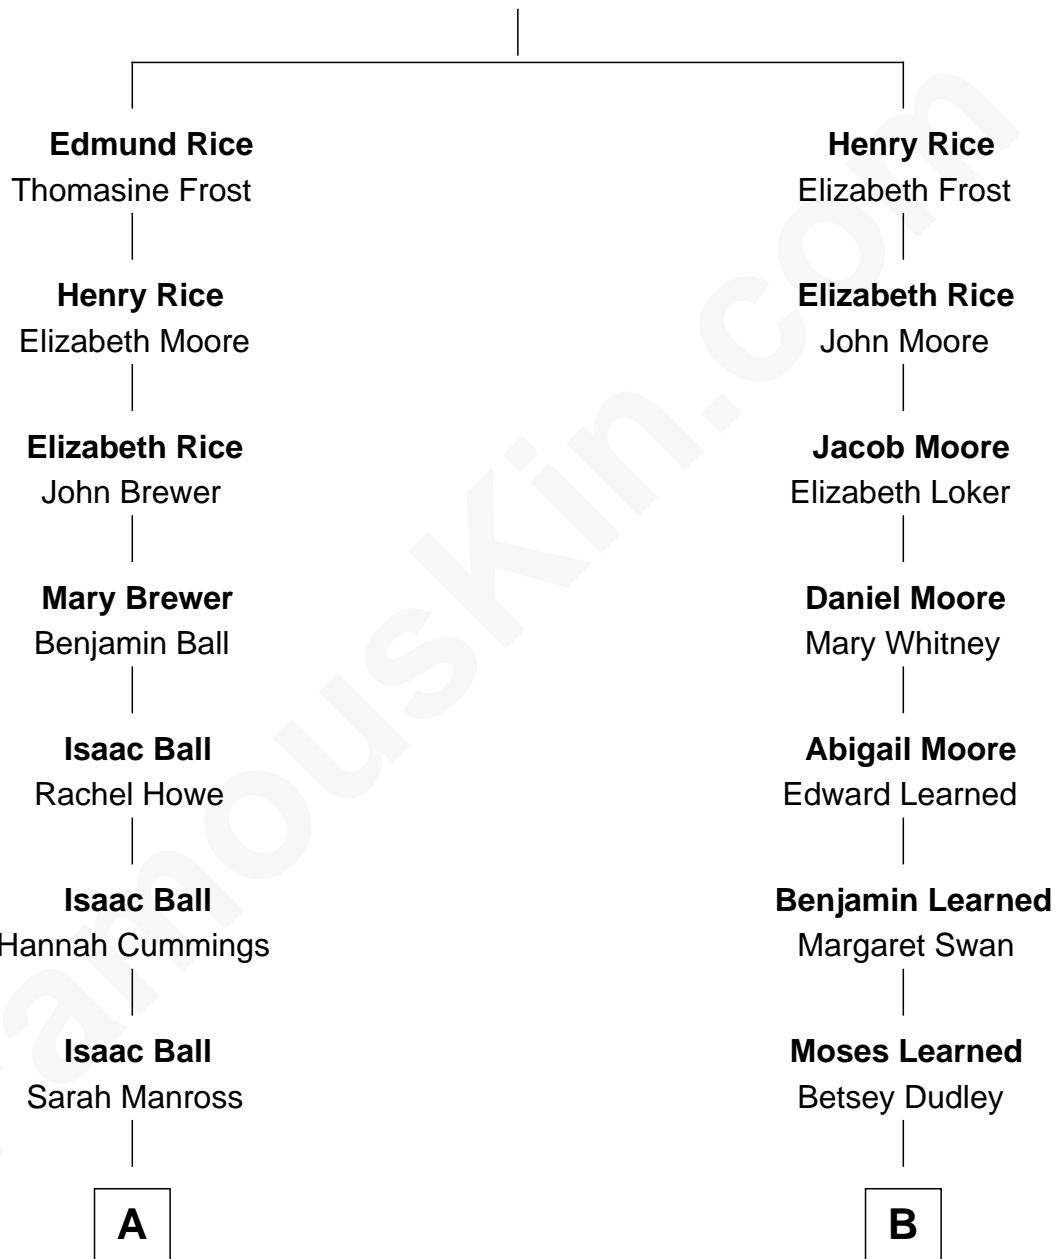 Edmund Rice
Thomasine Frost
Henry Rice
Elizabeth Frost
Henry Rice
Elizabeth Moore
Elizabeth Rice
John Moore
Elizabeth Rice
John Brewer
Jacob Moore
Elizabeth Loker
Mary Brewer
Benjamin Ball
Daniel Moore
Mary Whitney
Isaac Ball
Rachel Howe
Abigail Moore
Edward Learned
Isaac Ball
Hannah Cummings
Benjamin Learned
Margaret Swan
Isaac Ball
Sarah Manross
Moses Learned
Betsey Dudley
A
B
FamousKin.com